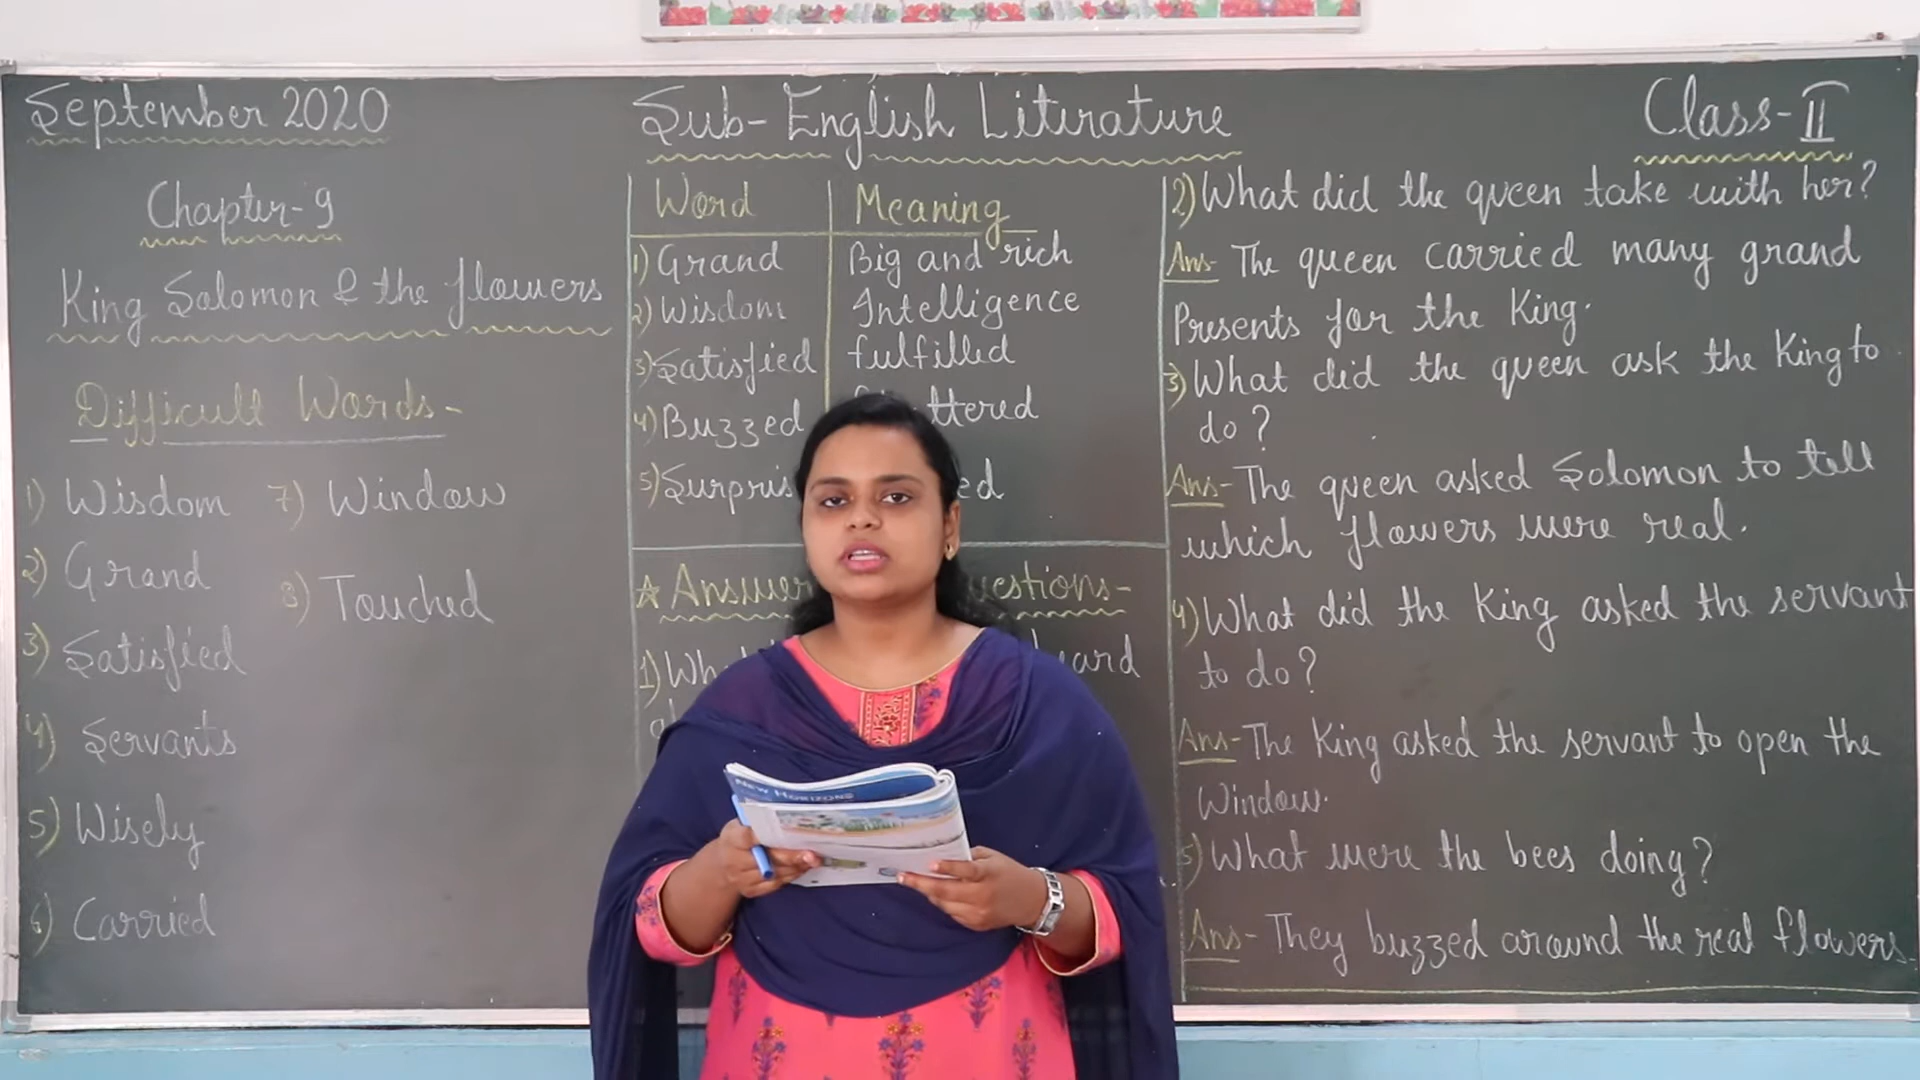 September 2020
Sub- English Literature
Class-II
Chapter-9
King Solomon & the flowers
Difficult Words-
1) Wisdom
2) Grand
3) Satisfied
4) Servants
5) Wisely
6) Carried
7) Window
8) Touched
Word Meaning
1) Grand Big and rich
2) Wisdom Intelligence
3) Satisfied fulfilled
4) Buzzed
5)
★ Answer
1)
2) What did the queen take with her?
Ans- The queen carried many grand
Presents for the King.
3) What did the queen ask the King to
do?
Ans- The queen asked Solomon to tell
which flowers were real.
4) What did the King asked the servant
to do?
Ans- The King asked the servant to open the
Window.
5) What were the bees doing?
Ans- They buzzed around the real flowers.
NEW HORIZONS